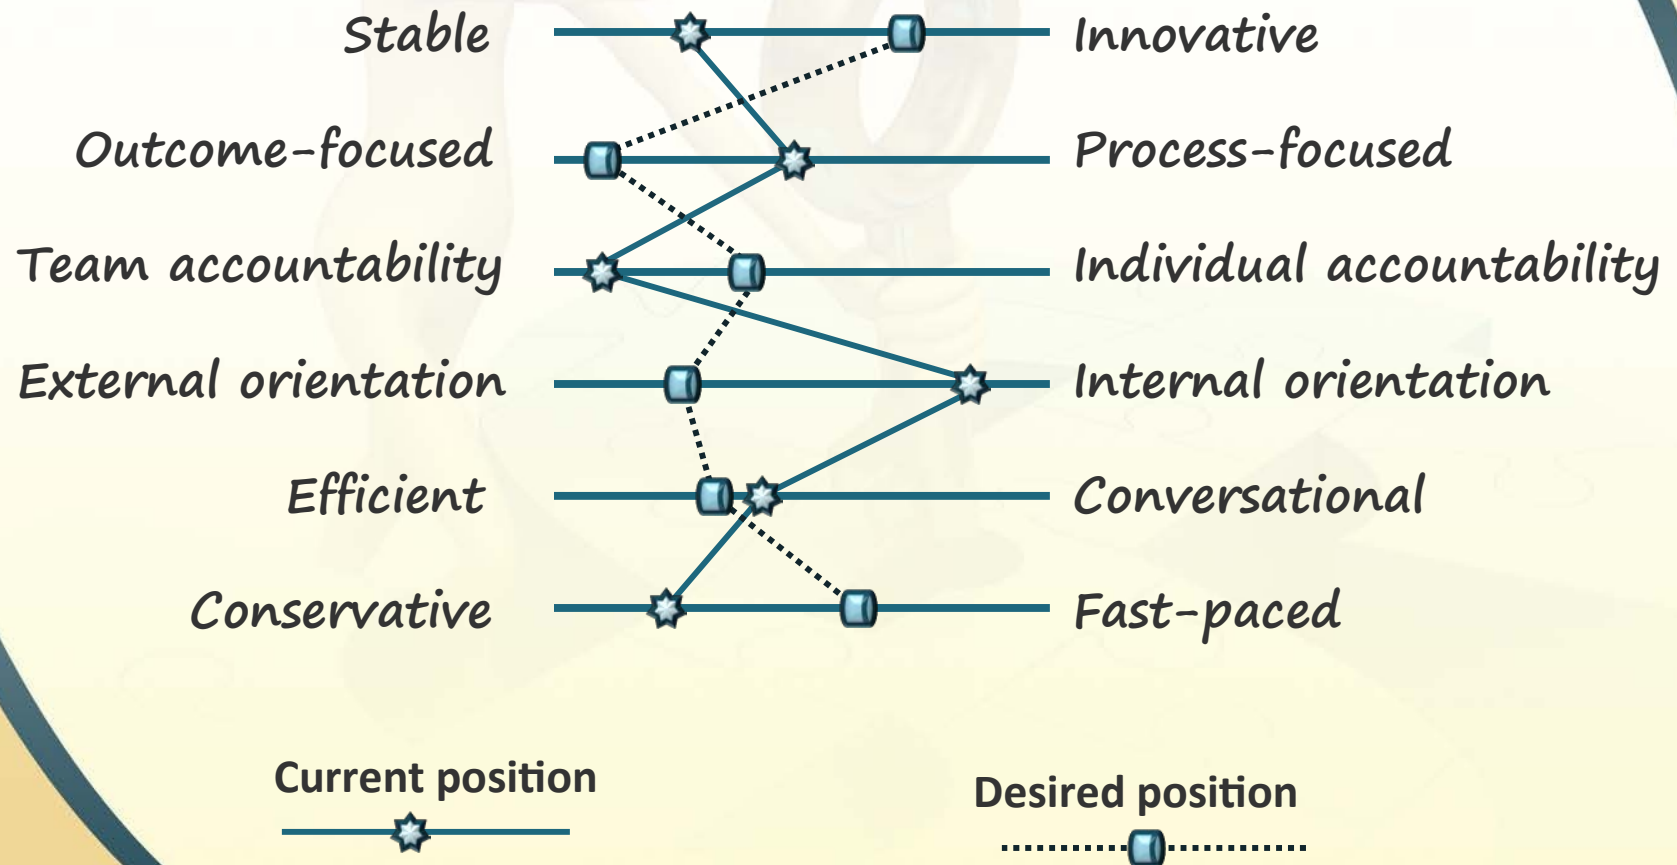 Stable Innovative
Outcome-focused Process-focused
Team accountability Individual accountability
External orientation Internal orientation
Efficient Conversational
Conservative Fast-paced
Current position
Desired position